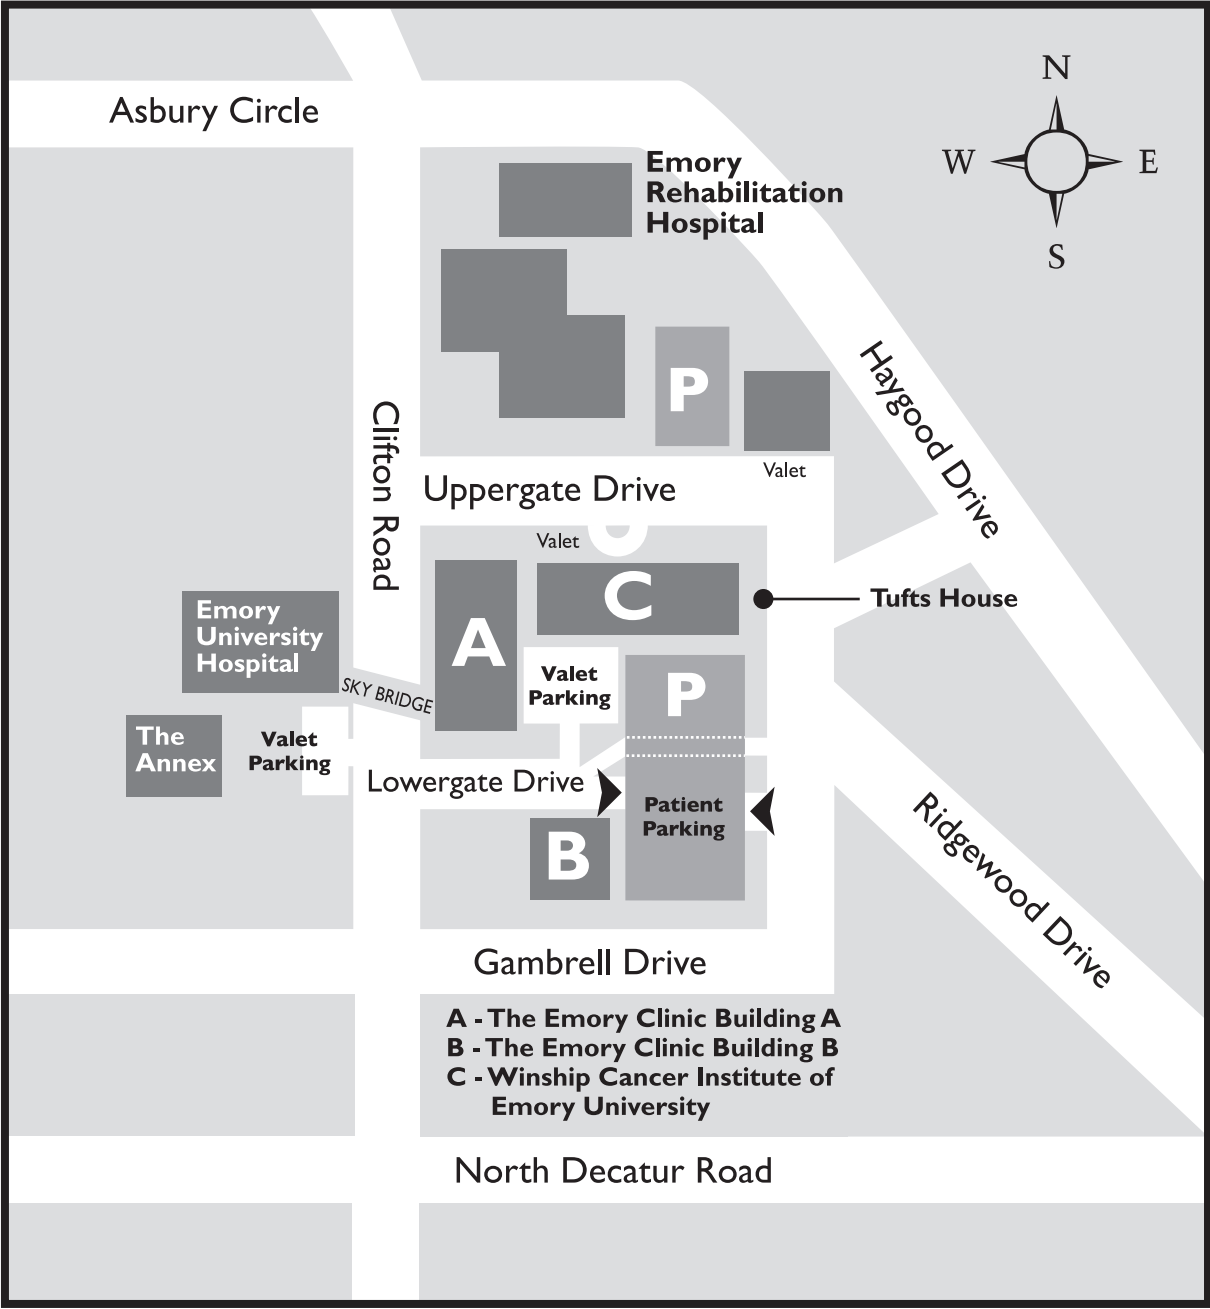 N
W
E
S
Asbury Circle
Emory
Rehabilitation
Hospital
P
Haygood Drive
Clifton Road
Valet
Uppergate Drive
Valet
C
Tufts House
Emory
University
Hospital
A
SKY BRIDGE
Valet
Parking
P
The
Annex
Valet
Parking
Lowergate Drive
Patient
Parking
B
Ridgewood Drive
Gambrell Drive
A - The Emory Clinic Building A
B - The Emory Clinic Building B
C - Winship Cancer Institute of
Emory University
North Decatur Road